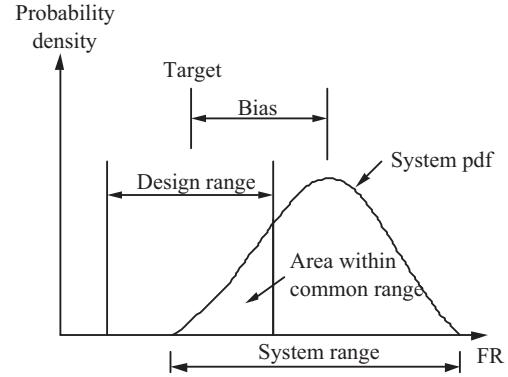 Probability
density
Target
Bias
System pdf
Design range
Area within
common range
FR
System range